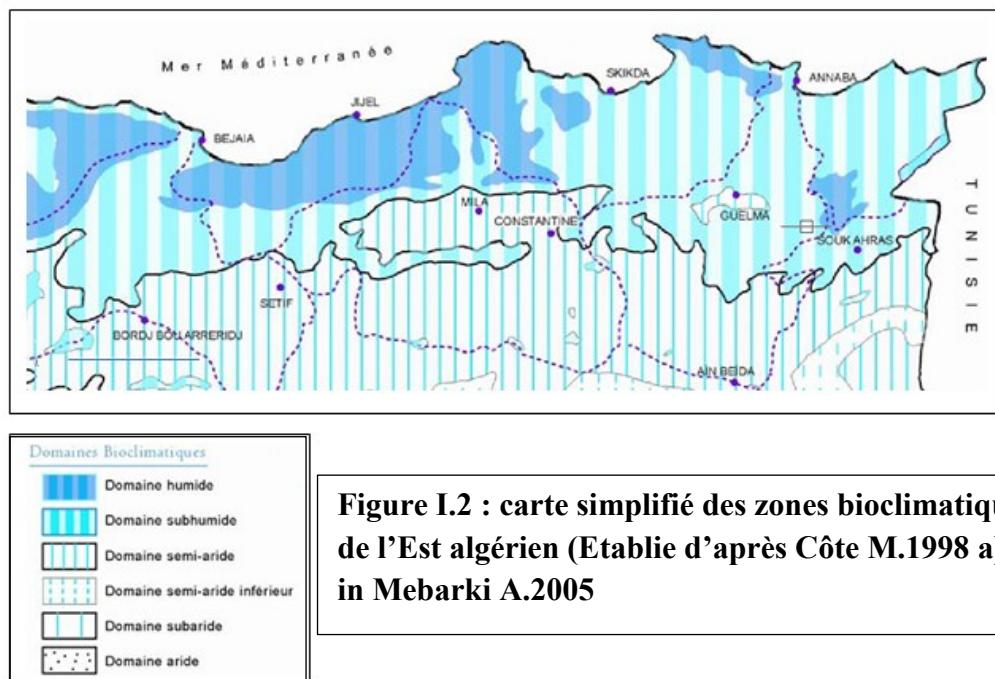 Mer Méditerranée
SKIKDA
ANNABA
JIJEL
BEJAIA
TUNISIE
MILA
CONSTANTINE
GUELMA
SOUK AHRAS
SETIF
BORDJ BOUARRERIDJ
AIN BEIDA
Domaines Bioclimatiques
Domaine humide
Domaine subhumide
Domaine semi-aride
Domaine semi-aride inférieur
Domaine subaride
Domaine aride
Figure I.2 : carte simplifié des zones bioclimatiqu
de l’Est algérien (Etablie d’après Côte M.1998 a)
in Mebarki A.2005